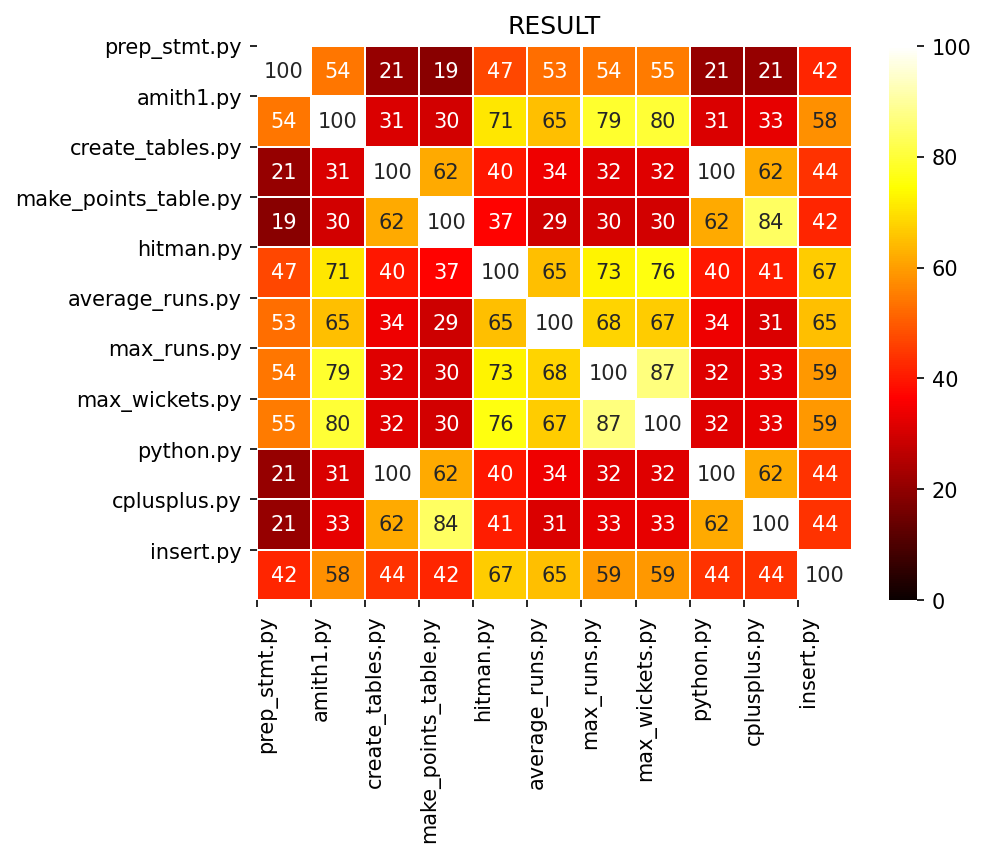 RESULT
prep_stmt.py
100 54 21 19 47 53 54 55 21 21 42
100
amith1.py
54 100 31 30 71 65 79 80 31 33 58
80
create_tables.py
21 31 100 62 40 34 32 32 100 62 44
make_points_table.py
19 30 62 100 37 29 30 30 62 84 42
60
hitman.py
47 71 40 37 100 65 73 76 40 41 67
average_runs.py
53 65 34 29 65 100 68 67 34 31 65
max_runs.py
54 79 32 30 73 68 100 87 32 33 59
40
max_wickets.py
55 80 32 30 76 67 87 100 32 33 59
python.py
21 31 100 62 40 34 32 32 100 62 44
20
cplusplus.py
21 33 62 84 41 31 33 33 62 100 44
insert.py
42 58 44 42 67 65 59 59 44 44 100
0
prep_stmt.py
amith1.py
create_tables.py
make_points_table.py
hitman.py
average_runs.py
max_runs.py
max_wickets.py
python.py
cplusplus.py
insert.py